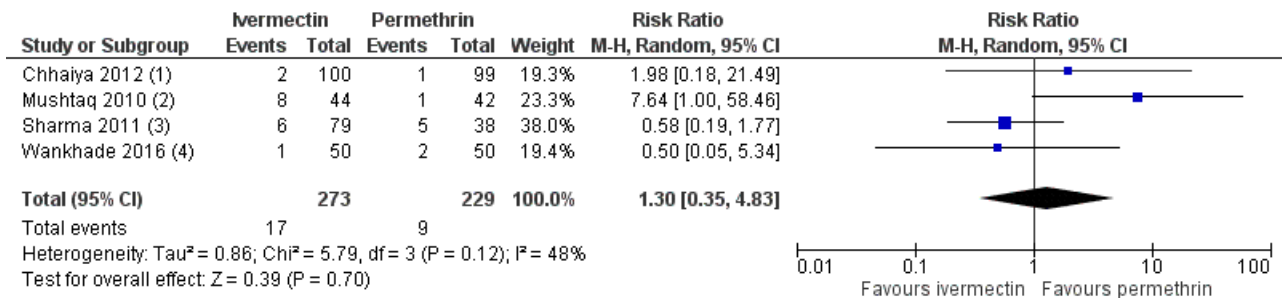 Ivermectin Permethrin Risk Ratio Risk Ratio
Study or Subgroup Events Total Events Total Weight M-H, Random, 95% CI M-H, Random, 95% CI
Chhaiya 2012 (1) 2 100 1 99 19.3% 1.98 [0.18, 21.49]
Mushtaq 2010 (2) 8 44 1 42 23.3% 7.64 [1.00, 58.46]
Sharma 2011 (3) 6 79 5 38 38.0% 0.58 [0.19, 1.77]
Wankhade 2016 (4) 1 50 2 50 19.4% 0.50 [0.05, 5.34]
Total (95% CI) 273 229 100.0% 1.30 [0.35, 4.83]
Total events 17 9
Heterogeneity: Tau² = 0.86; Chi² = 5.79, df = 3 (P = 0.12); I² = 48%
Test for overall effect: Z = 0.39 (P = 0.70)
0.01 0.1 1 10 100
Favours ivermectin Favours permethrin